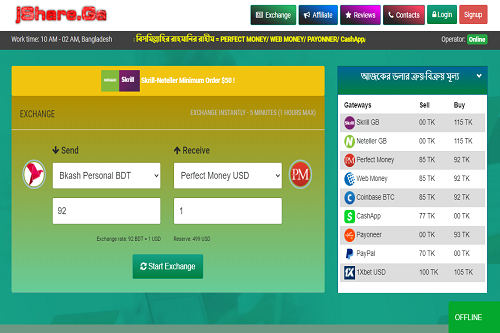 jShare.Ga
Exchange Affiliate Reviews Contacts Login Signup
Work time: 10 AM - 02 AM, Bangladesh
বিসমিল্লাহির রাহমানির রাহীম = PERFECT MONEY/ WEB MONEY/ PAYONNER/ CashApp/
Operator: Online
Skrill
Skrill-Neteller Minimum Order $50 !
EXCHANGE
EXCHANGE INSTANTLY - 5 MINUTES (1 HOURS MAX)
Send
Receive
Bkash Personal BDT
Perfect Money USD
PM
92
1
Exchange rate: 92 BDT = 1 USD
Reserve: 499 USD
Start Exchange
আজকের ডলার ক্রয়-বিক্রয় মূল্য
Gateways Sell Buy
Skrill GB 00 TK 115 TK
Neteller GB 00 TK 115 TK
Perfect Money 85 TK 92 TK
Web Money 85 TK 92 TK
Coinbase BTC 85 TK 92 TK
CashApp 77 TK 00 TK
Payoneer 00 TK 93 TK
PayPal 70 TK 00 TK
1Xbet USD 100 TK 105 TK
OFFLINE